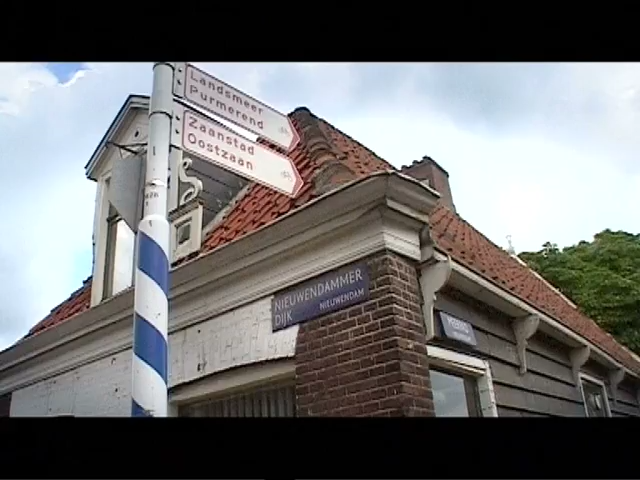 Landsmeer
Purmerend
Zaanstad
Oostzaan
NIEUWENDAMMER
DIJK NIEUWENDAM